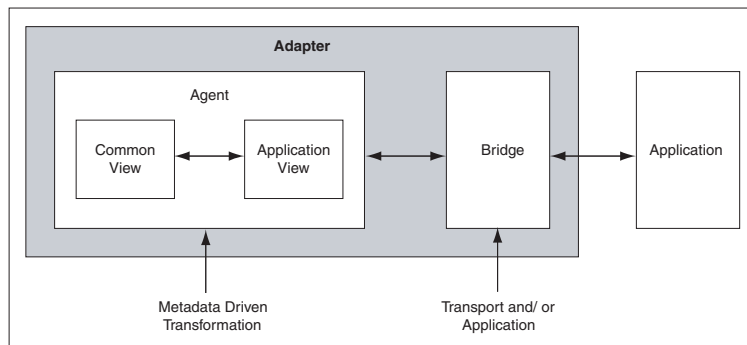 Adapter
Agent
Common
View
Application
View
Bridge
Application
Metadata Driven
Transformation
Transport and/ or
Application